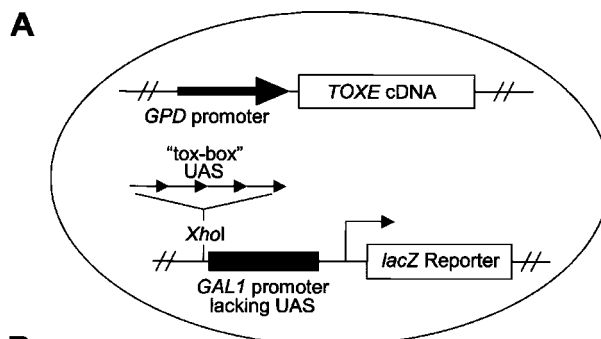 A
TOXE cDNA
GPD promoter
"tox-box"
UAS
XhoI
lacZ Reporter
GAL1 promoter
lacking UAS